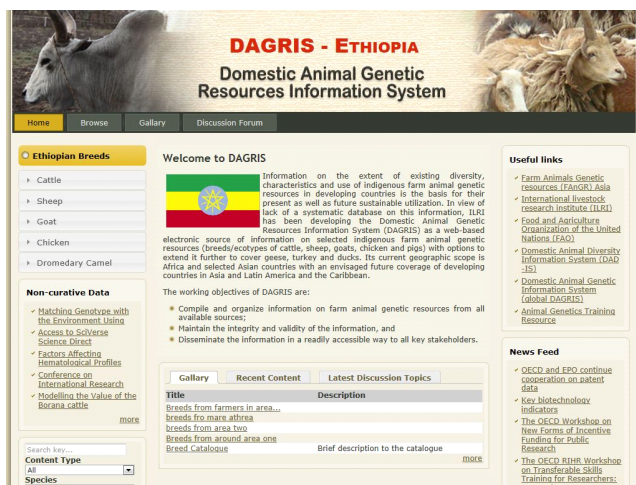 DAGRIS - ETHIOPIA
Domestic Animal Genetic
Resources Information System
Home
Browse
Gallary
Discussion Forum
Ethiopian Breeds
Cattle
Sheep
Goat
Chicken
Dromedary Camel
Non-curative Data
Matching Genotype with
the Environment Using
Access to SciVerse
Science Direct
Factors Affecting
Hematological Profiles
Conference on
International Research
Modelling the Value of the
Borana cattle
more
Search key...
Content Type
All
Species
Welcome to DAGRIS
Information on the extent of existing diversity,
characteristics and use of indigenous farm animal genetic
resources in developing countries is the basis for their
present as well as future sustainable utilization. In view of
lack of a systematic database on this information, ILRI
has been developing the Domestic Animal Genetic
Resources Information System (DAGRIS) as a web-based
electronic source of information on selected indigenous farm animal genetic
resources (breeds/ecotypes of cattle, sheep, goats, chicken and pigs) with options to
extend it further to cover geese, turkey and ducks. Its current geographic scope is
Africa and selected Asian countries with an envisaged future coverage of developing
countries in Asia and Latin America and the Caribbean.
The working objectives of DAGRIS are:
Compile and organize information on farm animal genetic resources from all
available sources;
Maintain the integrity and validity of the information, and
Disseminate the information in a readily accessible way to all key stakeholders.
Gallary
Recent Content
Latest Discussion Topics
Title Description
Breeds from farmers in area...
breeds fro mare athrea
breeds from area two
Breeds from around area one
Breed Catalogue Brief description to the catalogue
more
Useful links
Farm Animals Genetic
resources (FAnGR) Asia
International livestock
research institute (ILRI)
Food and Agriculture
Organization of the United
Nations (FAO)
Domestic Animal Diversity
Information System (DAD
-IS)
Domestic Animal Genetic
Information System
(global DAGRIS)
Animal Genetics Training
Resource
News Feed
OECD and EPO continue
cooperation on patent
data
Key biotechnology
indicators
The OECD Workshop on
New Forms of Incentive
Funding for Public
Research
The OECD RIHR Workshop
on Transferable Skills
Training for Researchers: